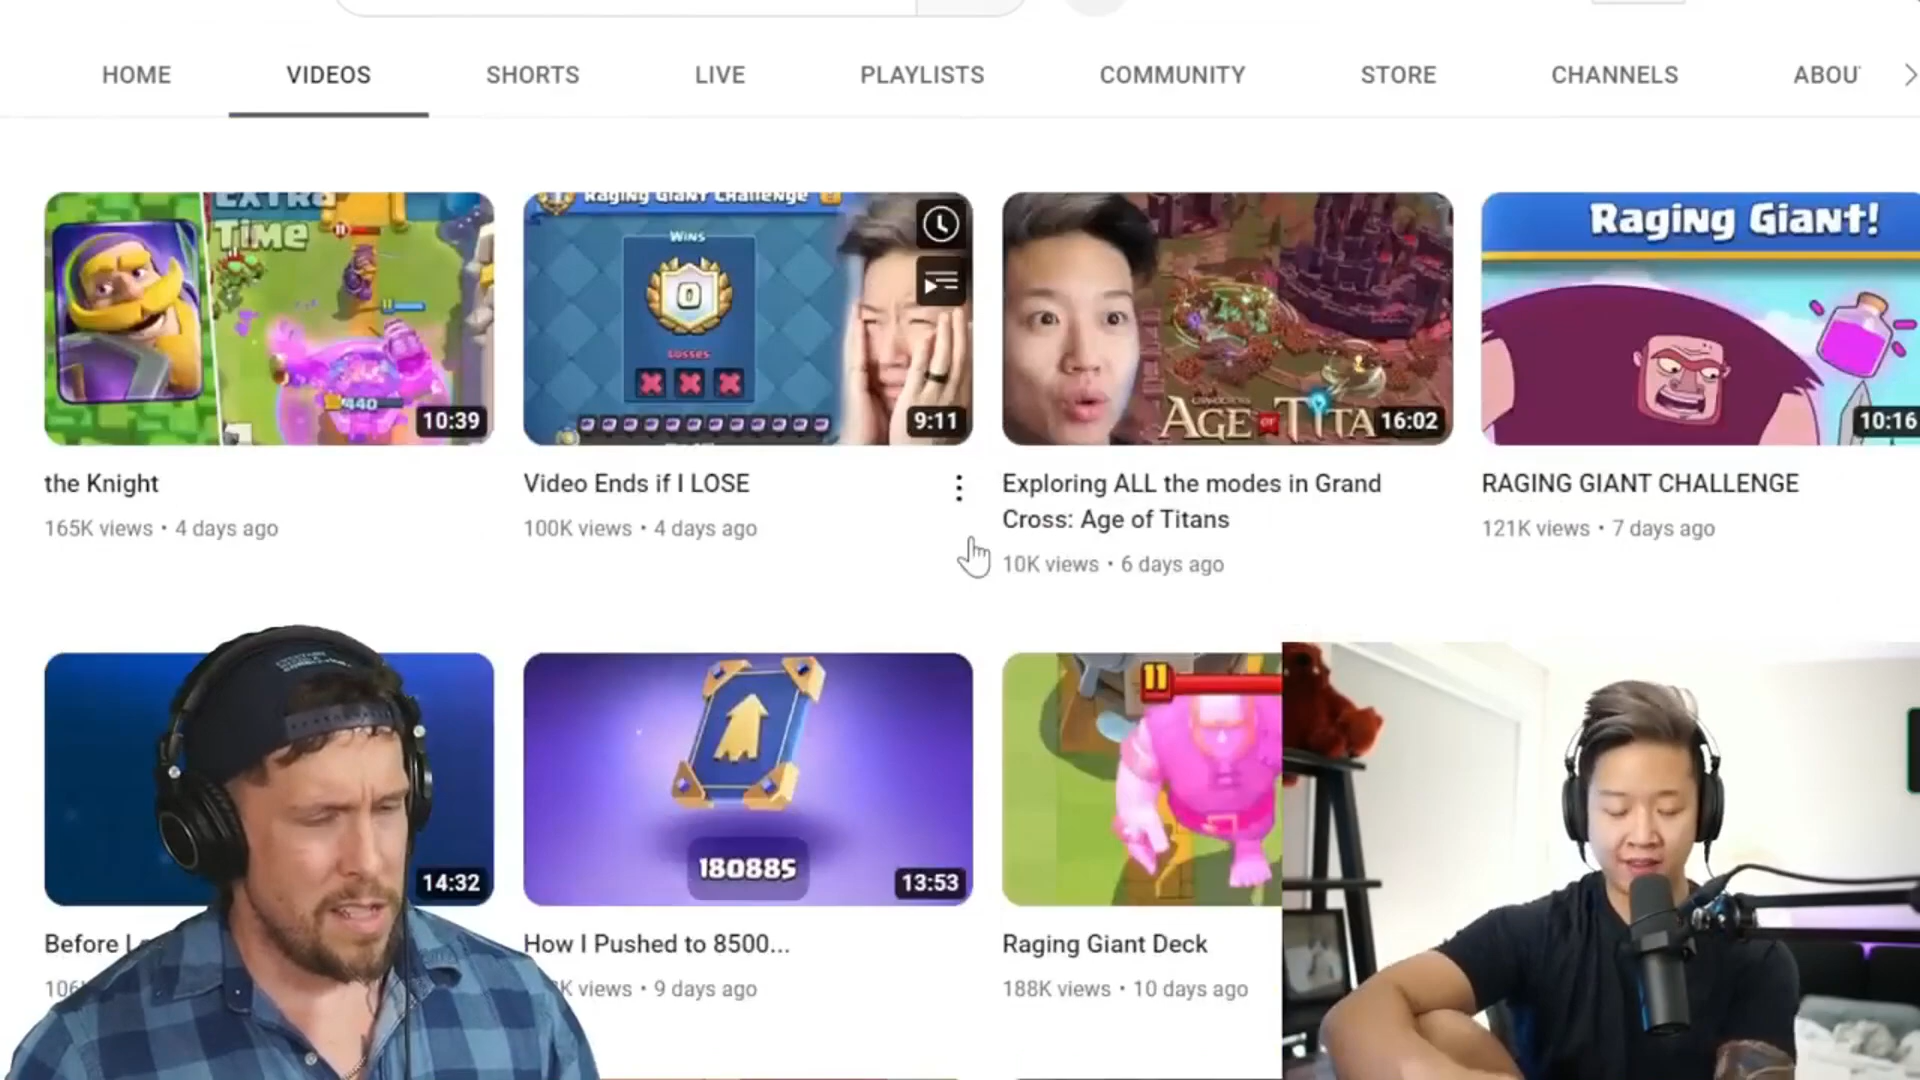 HOME VIDEOS SHORTS LIVE PLAYLISTS COMMUNITY STORE CHANNELS ABOU
EXTRA
TIME
440
10:39
Raging Giant Challenge
WINS
0
Losses
9:11
AGE OF TITA
16:02
Raging Giant!
10:16
the Knight
165K views • 4 days ago
Video Ends if I LOSE
100K views • 4 days ago
Exploring ALL the modes in Grand
Cross: Age of Titans
10K views • 6 days ago
RAGING GIANT CHALLENGE
121K views • 7 days ago
14:32
180885
13:53
11
Before
106
How I Pushed to 8500...
K views • 9 days ago
Raging Giant Deck
188K views • 10 days ago